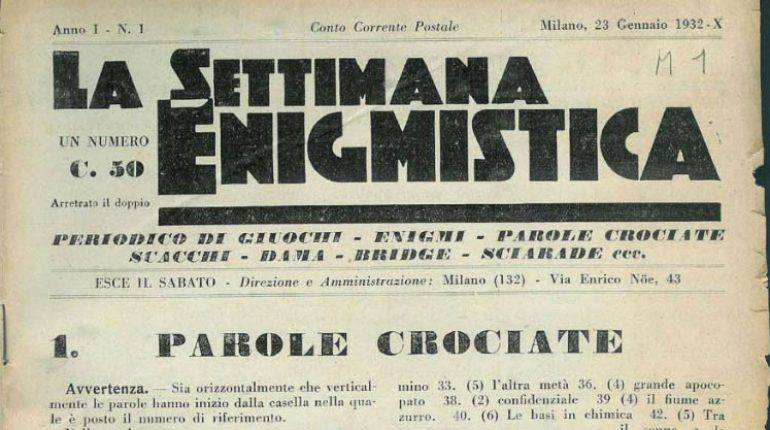 Anno I - N. 1 Conto Corrente Postale Milano, 23 Gennaio 1932-X
M 1
LA SETTIMANA
ENIGMISTICA
UN NUMERO
C. 50
Arretrato il doppio
PERIODICO DI GIUOCHI - ENIGMI - PAROLE CROCIATE
SCACCHI - DAMA - BRIDGE - SCIARADE ecc.
ESCE IL SABATO - Direzione e Amministrazione: Milano (132) - Via Enrico Nöe, 43
1. PAROLE CROCIATE
Avvertenza. — Sia orizzontalmente che vertical-
mente le parole hanno inizio dalla casella nella qua-
le è posto il numero di riferimento.
mino 33. (5) l'altra metà 36. (4) grande apoco-
pato 38. (2) confidenziale 39 (4) il fiume az-
zurro. 40. (6) Le basi in chimica 42. (5) Tra